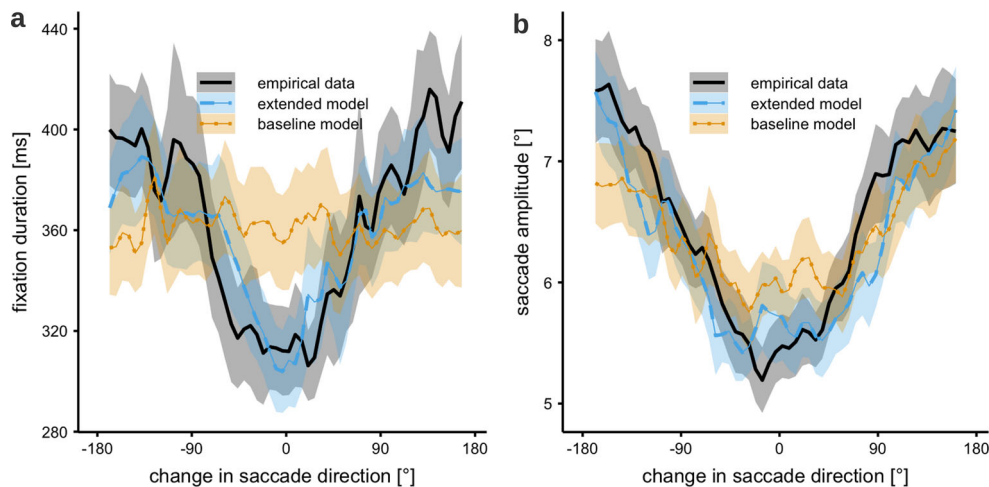 a
440
400
360
320
280
fixation duration [ms]
empirical data
extended model
baseline model
-180 -90 0 90 180
change in saccade direction [°]
b
8
7
6
5
saccade amplitude [°]
empirical data
extended model
baseline model
-180 -90 0 90 180
change in saccade direction [°]